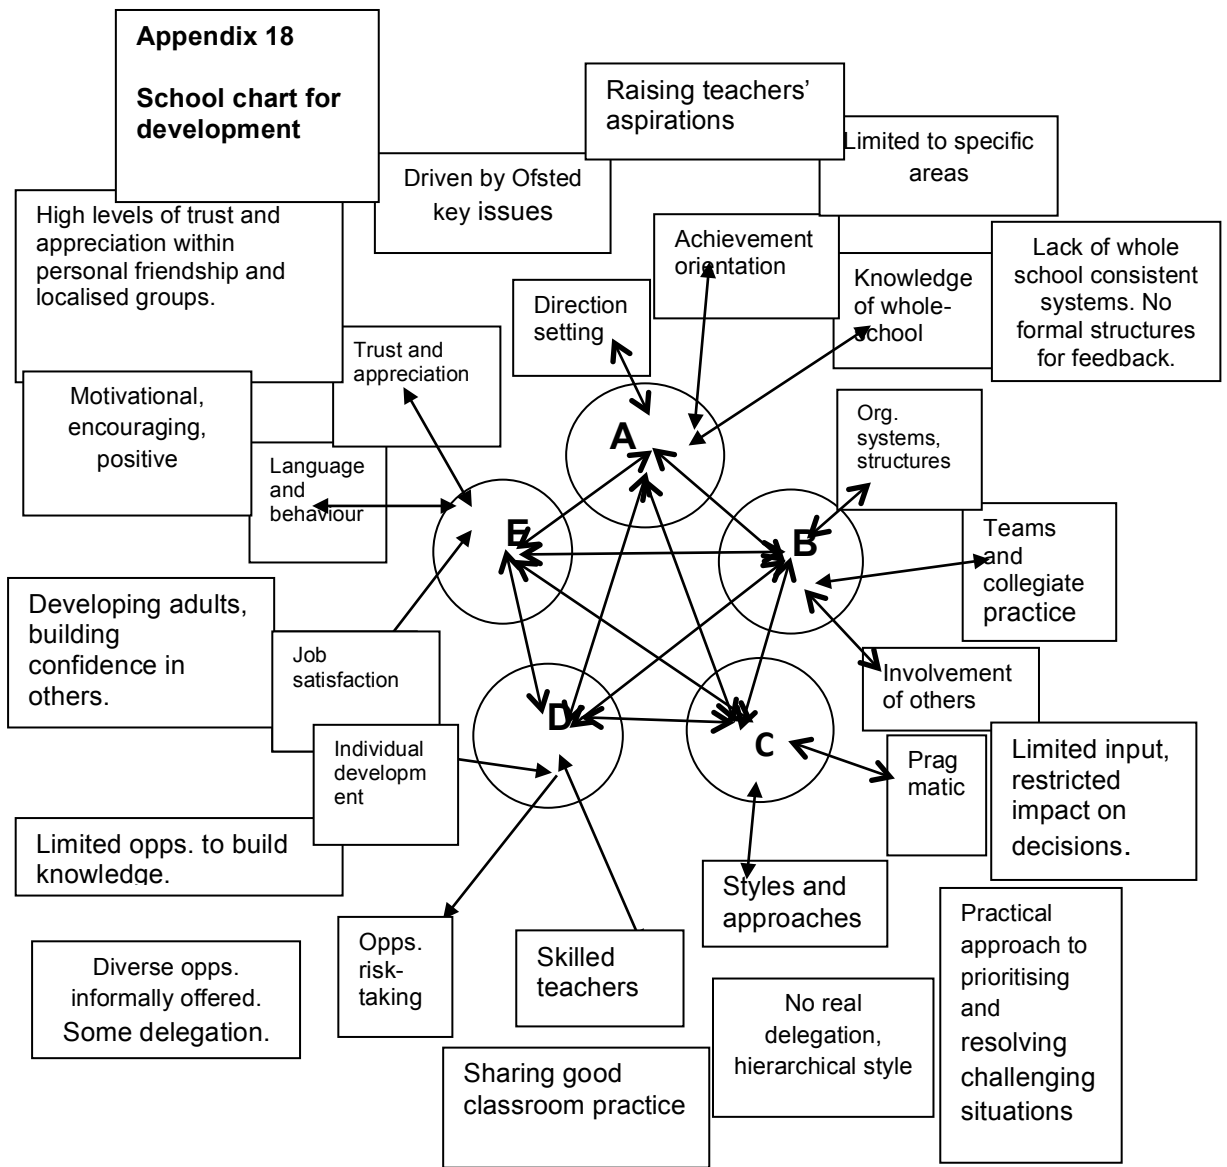 Appendix 18
School chart for
development
Raising teachers’
aspirations
Limited to specific
areas
Driven by Ofsted
key issues
High levels of trust and
appreciation within
personal friendship and
localised groups.
Achievement
orientation
Lack of whole
school consistent
systems. No
formal structures
for feedback.
Knowledge
of whole-
school
Direction
setting
Trust and
appreciation
Motivational,
encouraging,
positive
Org.
systems,
structures
A
Language
and
behaviour
E
B
Teams
and
collegiate
practice
Developing adults,
building
confidence in
others.
Job
satisfaction
Involvement
of others
D
C
Individual
developm
ent
Prag
matic
Limited input,
restricted
impact on
decisions.
Limited opps. to build
knowledge.
Styles and
approaches
Practical
approach to
prioritising
and
resolving
challenging
situations
Opps.
risk-
taking
Skilled
teachers
Diverse opps.
informally offered.
Some delegation.
No real
delegation,
hierarchical style
Sharing good
classroom practice